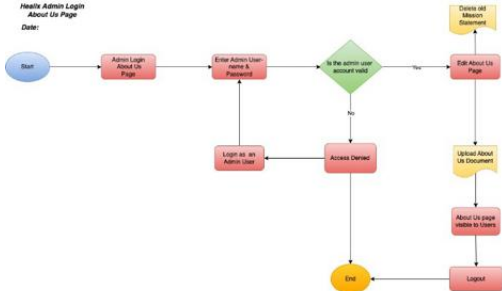 Healix Admin Login
About Us Page
Date:
Delete old
Mission
Statement
Start
Admin Login
About Us
Page
Enter Admin User-
name &
Password
Is the admin user
account valid
Yes
Edit About Us
Page
No
Login as an
Admin User
Access Denied
Upload About
Us Document
About Us page
visible to Users
End
Logout